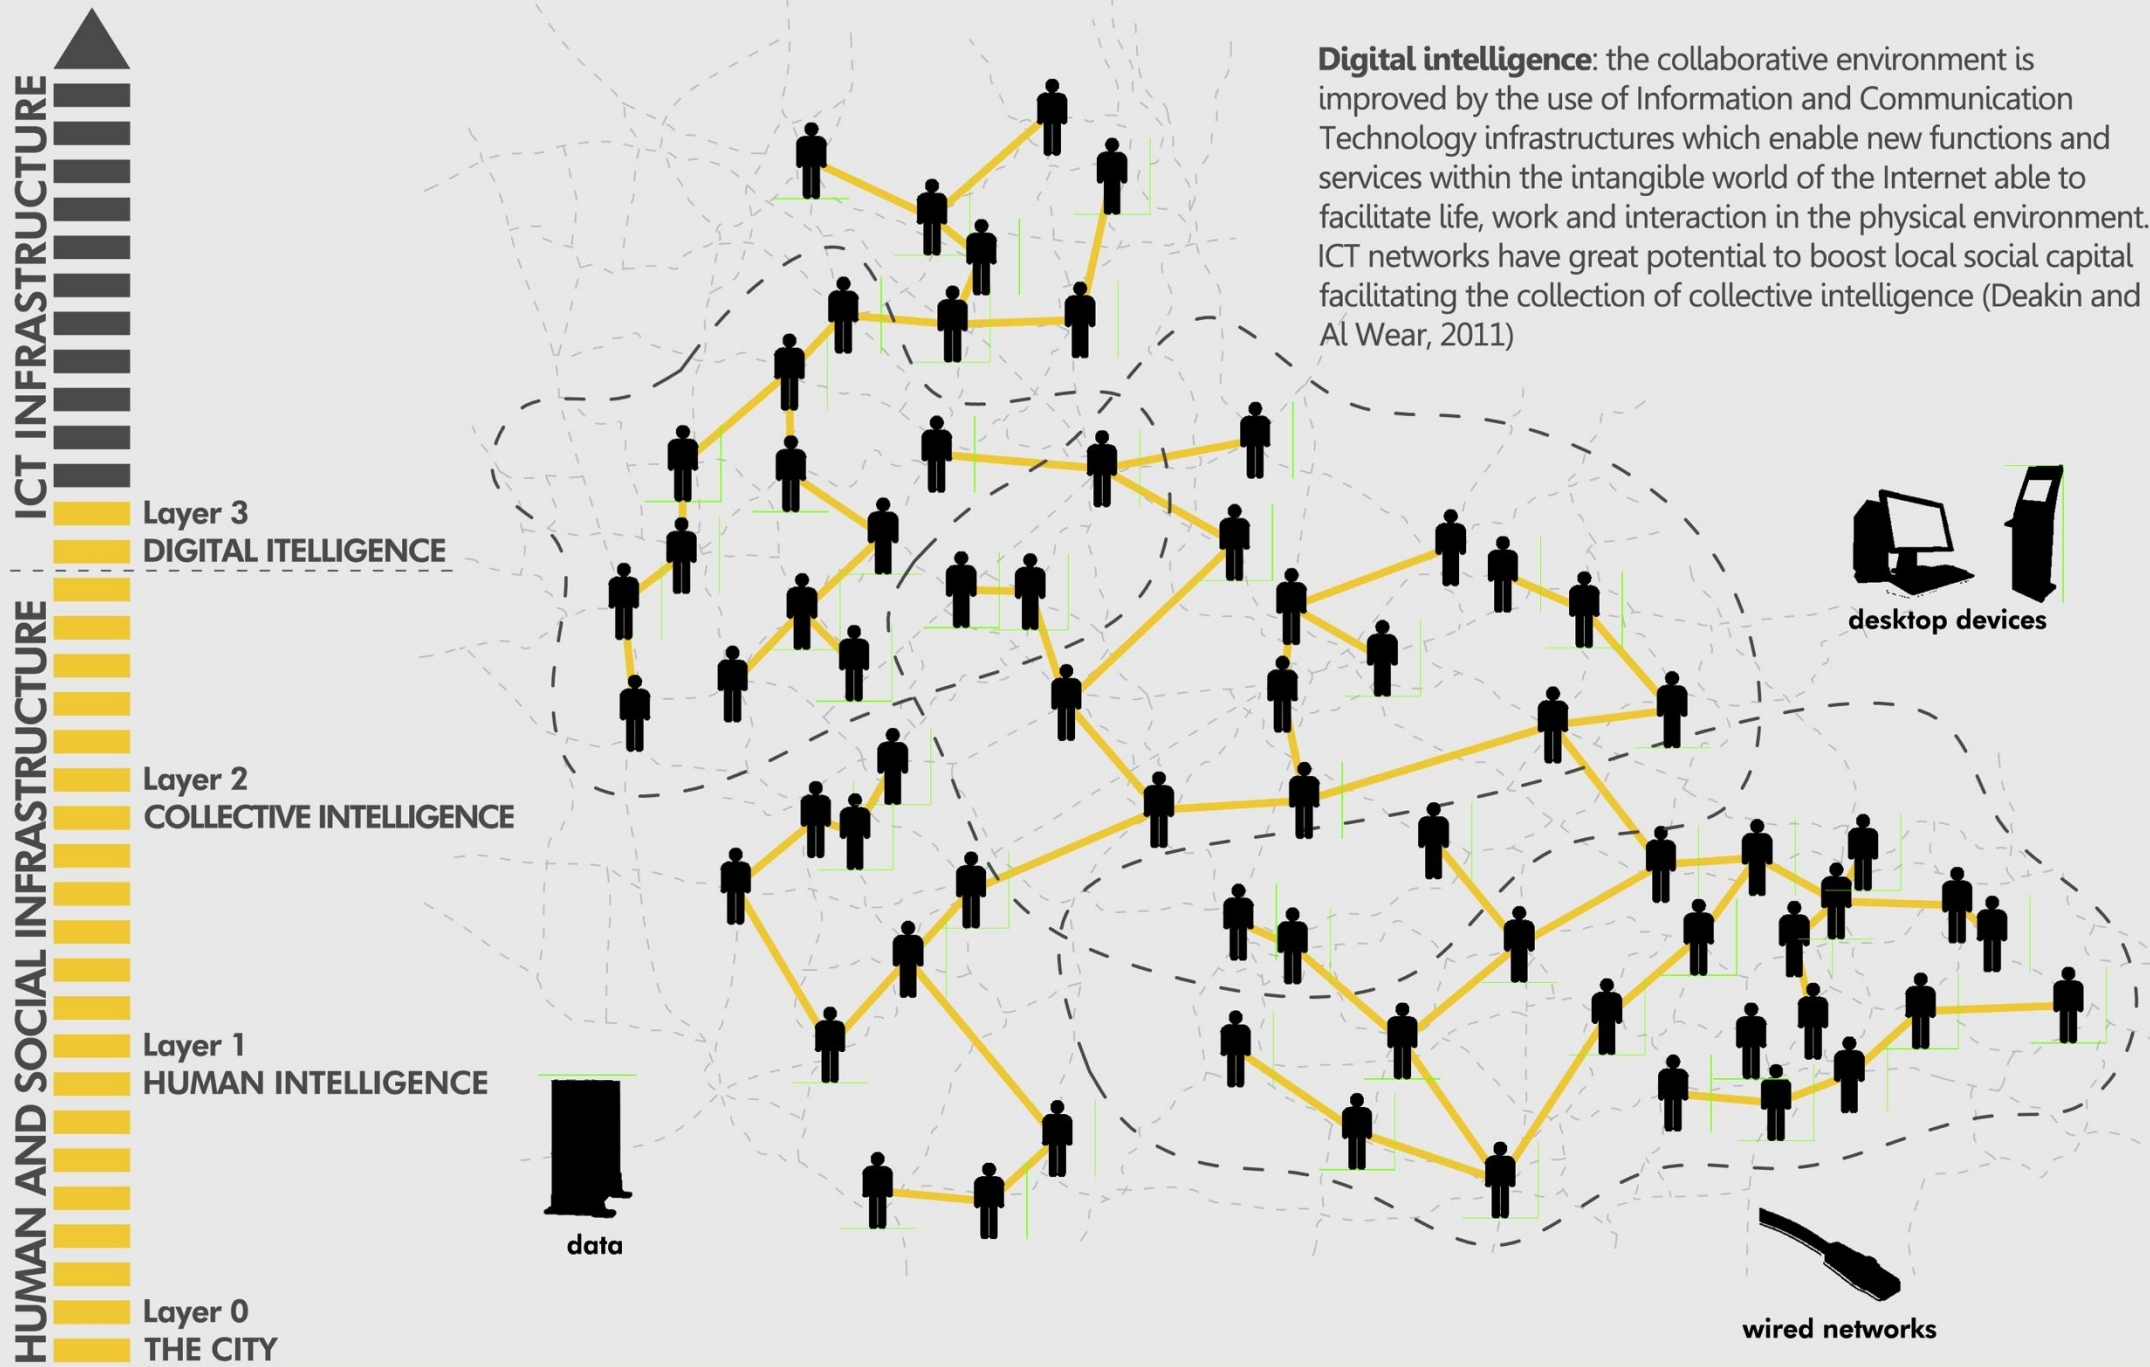 ICT INFRASTRUCTURE
HUMAN AND SOCIAL INFRASTRUCTURE
Layer 3
DIGITAL ITELLIGENCE
Layer 2
COLLECTIVE INTELLIGENCE
Layer 1
HUMAN INTELLIGENCE
Layer 0
THE CITY
Digital intelligence: the collaborative environment is
improved by the use of Information and Communication
Technology infrastructures which enable new functions and
services within the intangible world of the Internet able to
facilitate life, work and interaction in the physical environment.
ICT networks have great potential to boost local social capital
facilitating the collection of collective intelligence (Deakin and
Al Wear, 2011)
desktop devices
data
wired networks